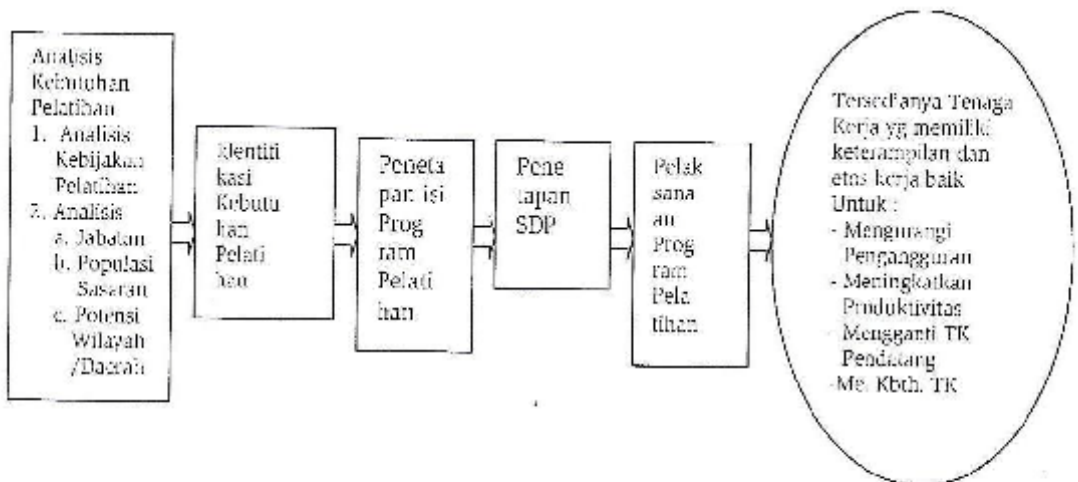 Analisis
Kebutuhan
Pelatihan
1. Analisis
Kebijakan
Pelatihan
2. Analisis
a. Jabatan
b. Populasi
Sasaran
c. Potensi
Wilayah
/Daerah
Identifi
kasi
Kebutu
han
Pelati
han
Peneta
pan isi
Prog
ram
Pelati
han
Pene
tapan
SDP
Pelak
sana
an
Prog
ram
Pela
tihan
Tersedianya Tenaga
Kerja yg memiliki
keterampilan dan
etos kerja baik
Untuk :
- Mengurangi
Pengangguran
- Meningkatkan
Produktivitas
- Mengganti TK
Pendatang
-Me. Kbth. TK